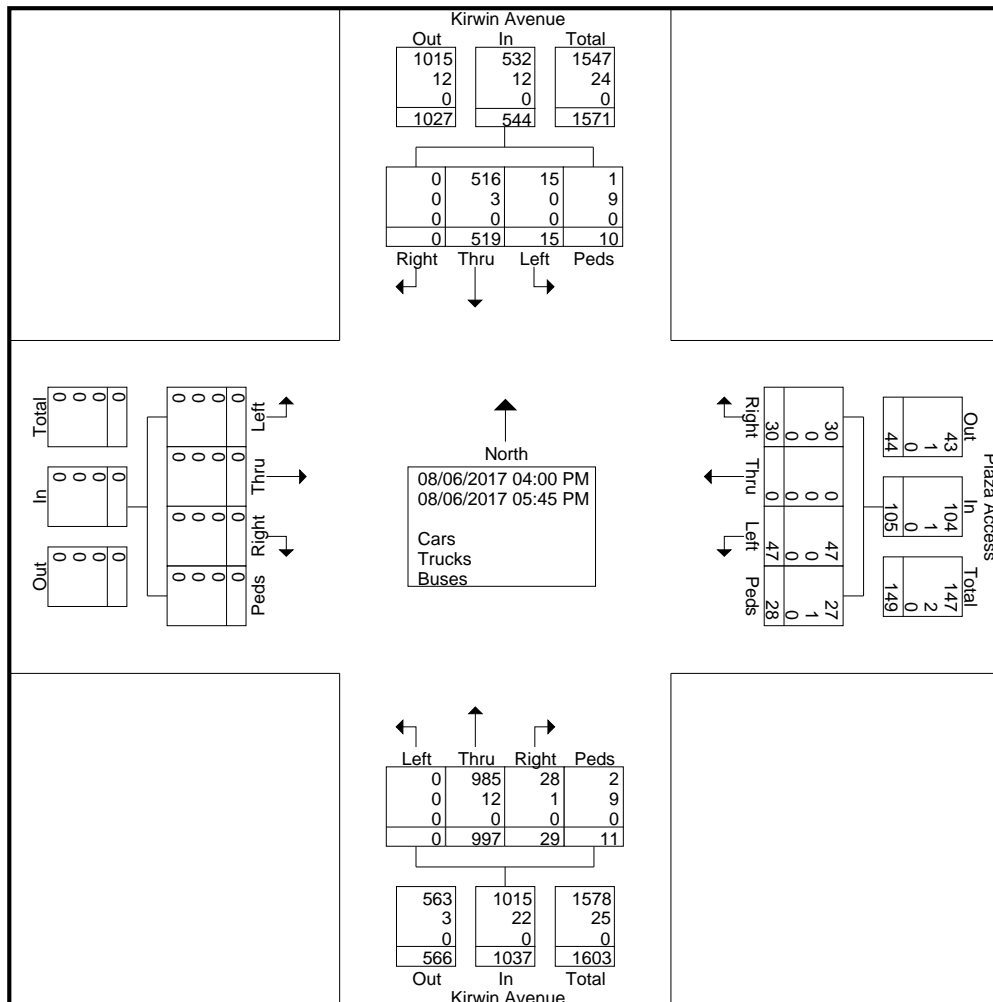 Kirwin Avenue
Out In Total
1015 532 1547
12 12 24
0 0 0
1027 544 1571
0 516 15 1
0 3 0 9
0 0 0 0
0 519 15 10
Right Thru Left Peds
Total
0 0 0 0
In
0 0 0 0
Out
0 0 0 0
Left
0 0 0 0
Thru
0 0 0 0
Right
0 0 0 0
Peds
0 0 0 0
North
08/06/2017 04:00 PM
08/06/2017 05:45 PM
Cars
Trucks
Buses
Right Thru Left Peds
30 0 47 27
0 0 0 1
0 0 0 0
30 0 47 28
Plaza Access
Out In Total
43 104 147
1 1 2
0 0 0
44 105 149
Left Thru Right Peds
0 985 28 2
0 12 1 9
0 0 0 0
0 997 29 11
563 1015 1578
3 22 25
0 0 0
566 1037 1603
Out In Total
Kirwin Avenue